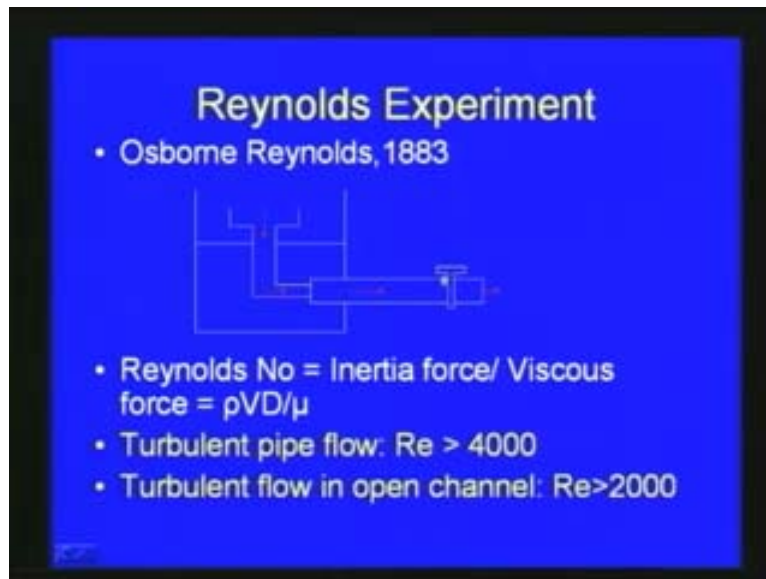 Reynolds Experiment
• Osborne Reynolds,1883
• Reynolds No = Inertia force/ Viscous
force = ρVD/μ
• Turbulent pipe flow: Re > 4000
• Turbulent flow in open channel: Re>2000